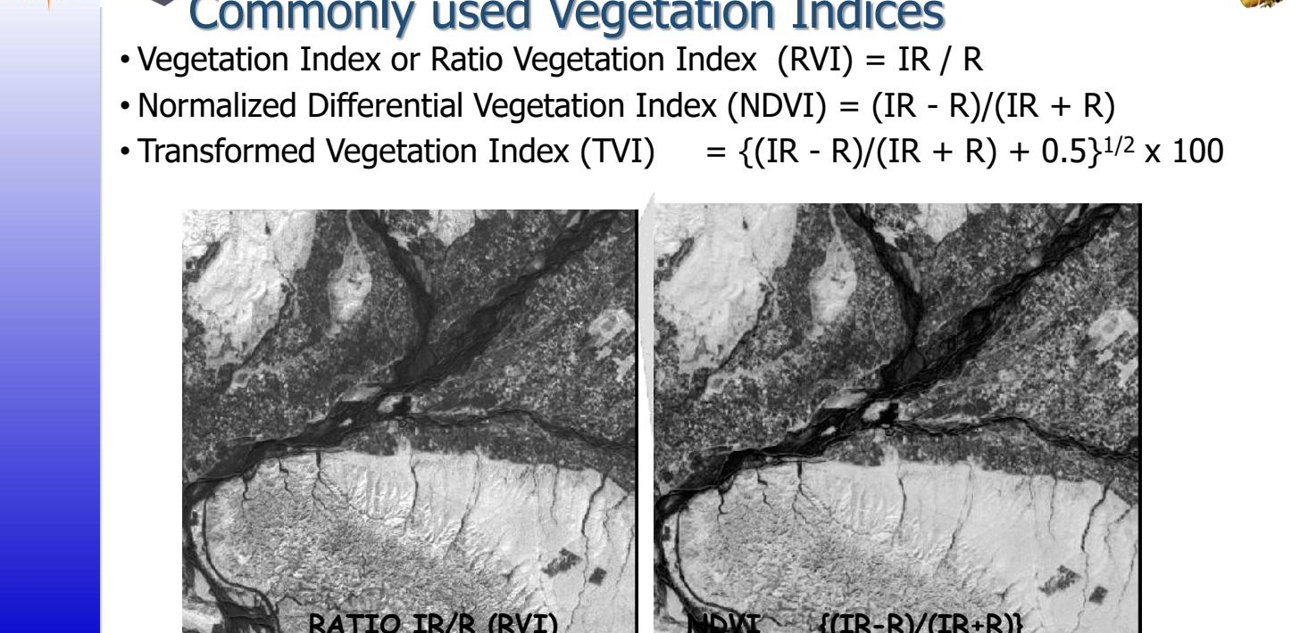 Commonly used Vegetation Indices
• Vegetation Index or Ratio Vegetation Index (RVI) = IR / R
• Normalized Differential Vegetation Index (NDVI) = (IR - R)/(IR + R)
• Transformed Vegetation Index (TVI) = {(IR - R)/(IR + R) + 0.5}1/2 x 100
RATIO IR/R (RVI)
NDVI {(IR-R)/(IR+R)}